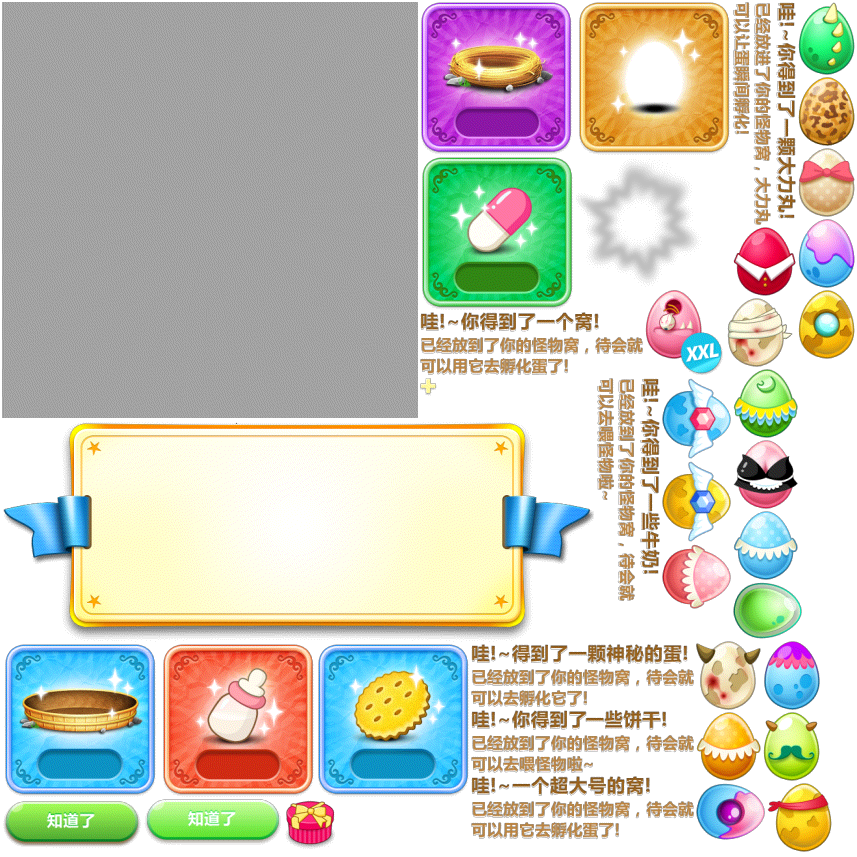 哇!~你得到了一颗大力丸!
已经放进了你的怪物窝，大力丸
可以让蛋瞬间孵化!
哇!~你得到了一个窝!
已经放到了你的怪物窝，待会就
可以用它去孵化蛋了!
XXL
哇!~你得到了一些牛奶!
已经放到了你的怪物窝，待会就
可以去喂怪物啦~
哇!~得到了一颗神秘的蛋!
已经放到了你的怪物窝，待会就
可以去孵化它了!
哇!~你得到了一些饼干!
已经放到了你的怪物窝，待会就
可以去喂怪物啦~
哇!~一个超大号的窝!
已经放到了你的怪物窝，待会就
可以用它去孵化蛋了!
知道了
知道了